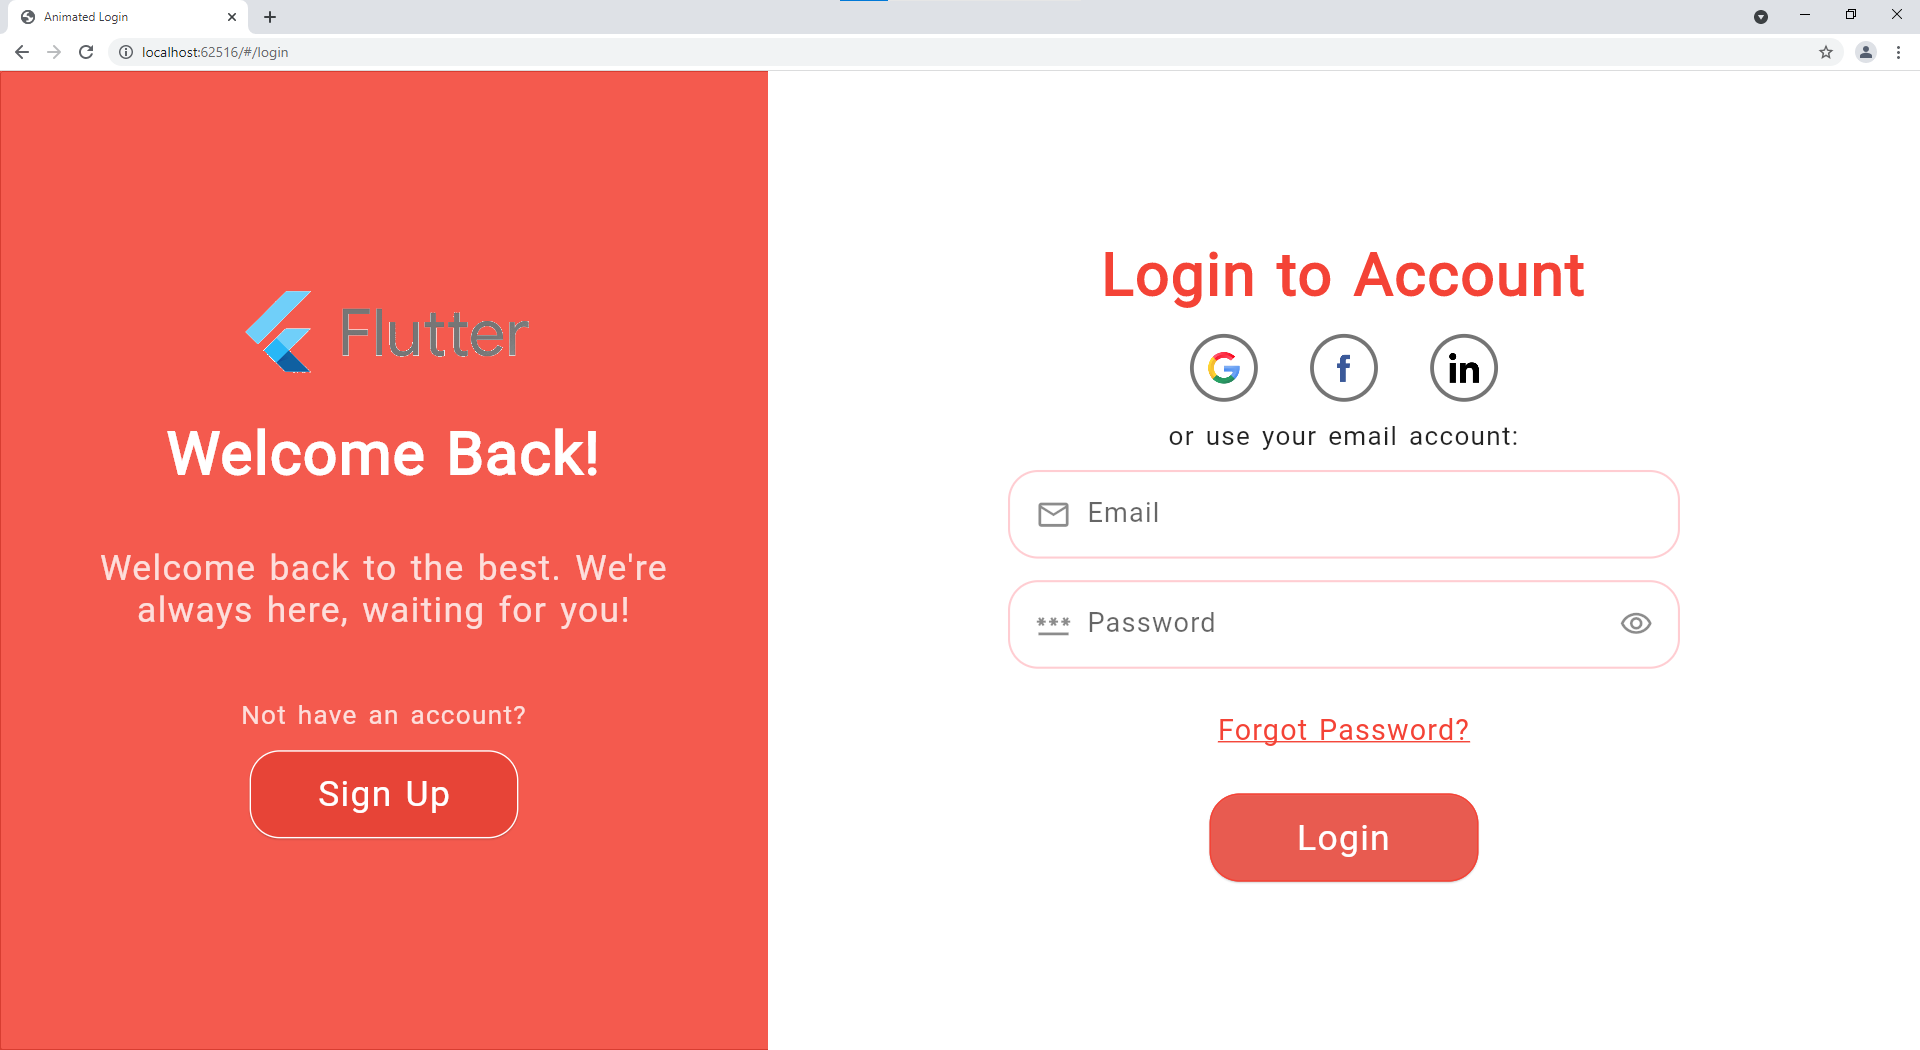 Animated Login
localhost:62516/#/login
Flutter
Welcome Back!
Welcome back to the best. We're
always here, waiting for you!
Not have an account?
Sign Up
Login to Account
G f in
or use your email account:
Email
*** Password
Forgot Password?
Login